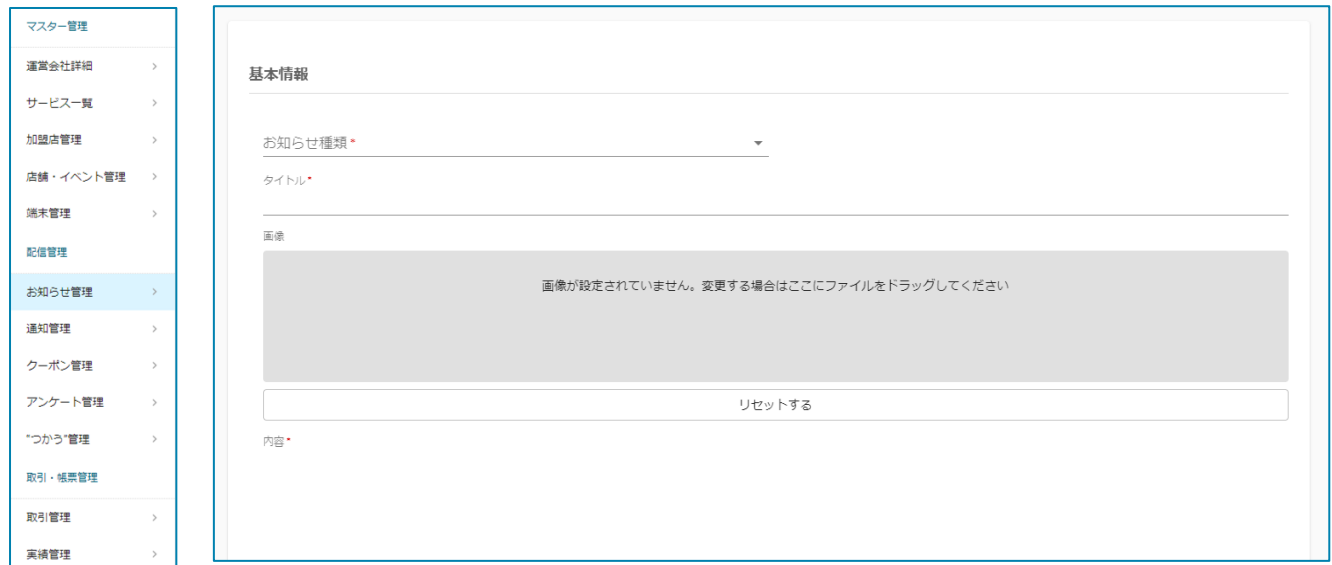 マスター管理
運営会社詳細
サービス一覧
加盟店管理
店舗・イベント管理
端末管理
配信管理
お知らせ管理
通知管理
クーポン管理
アンケート管理
"つかう"管理
取引・帳票管理
取引管理
実績管理
基本情報
お知らせ種類*
タイトル*
画像
画像が設定されていません。変更する場合はここにファイルをドラッグしてください
リセットする
内容*